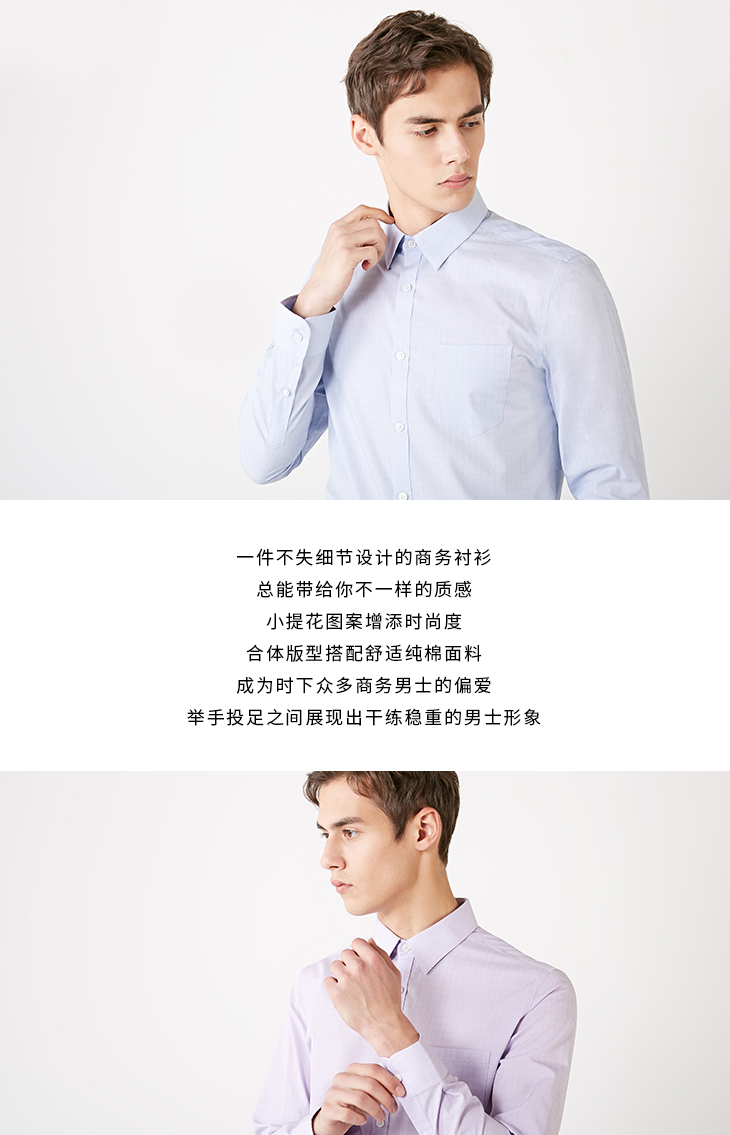 一件不失细节设计的商务衬衫
总能带给你不一样的质感
小提花图案增添时尚度
合体版型搭配舒适纯棉面料
成为时下众多商务男士的偏爱
举手投足之间展现出干练稳重的男士形象